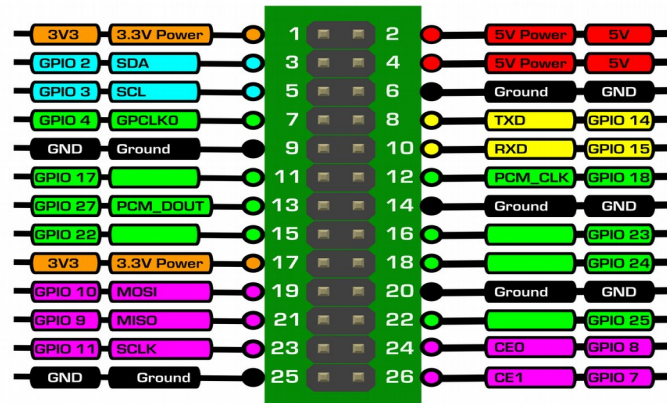 3V3 3.3V Power 1 2 5V Power 5V
GPIO 2 SDA 3 4 5V Power 5V
GPIO 3 SCL 5 6 Ground GND
GPIO 4 GPCLK0 7 8 TXD GPIO 14
GND Ground 9 10 RXD GPIO 15
GPIO 17 11 12 PCM_CLK GPIO 18
GPIO 27 PCM_DOUT 13 14 Ground GND
GPIO 22 15 16 GPIO 23
3V3 3.3V Power 17 18 GPIO 24
GPIO 10 MOSI 19 20 Ground GND
GPIO 9 MISO 21 22 GPIO 25
GPIO 11 SCLK 23 24 CE0 GPIO 8
GND Ground 25 26 CE1 GPIO 7